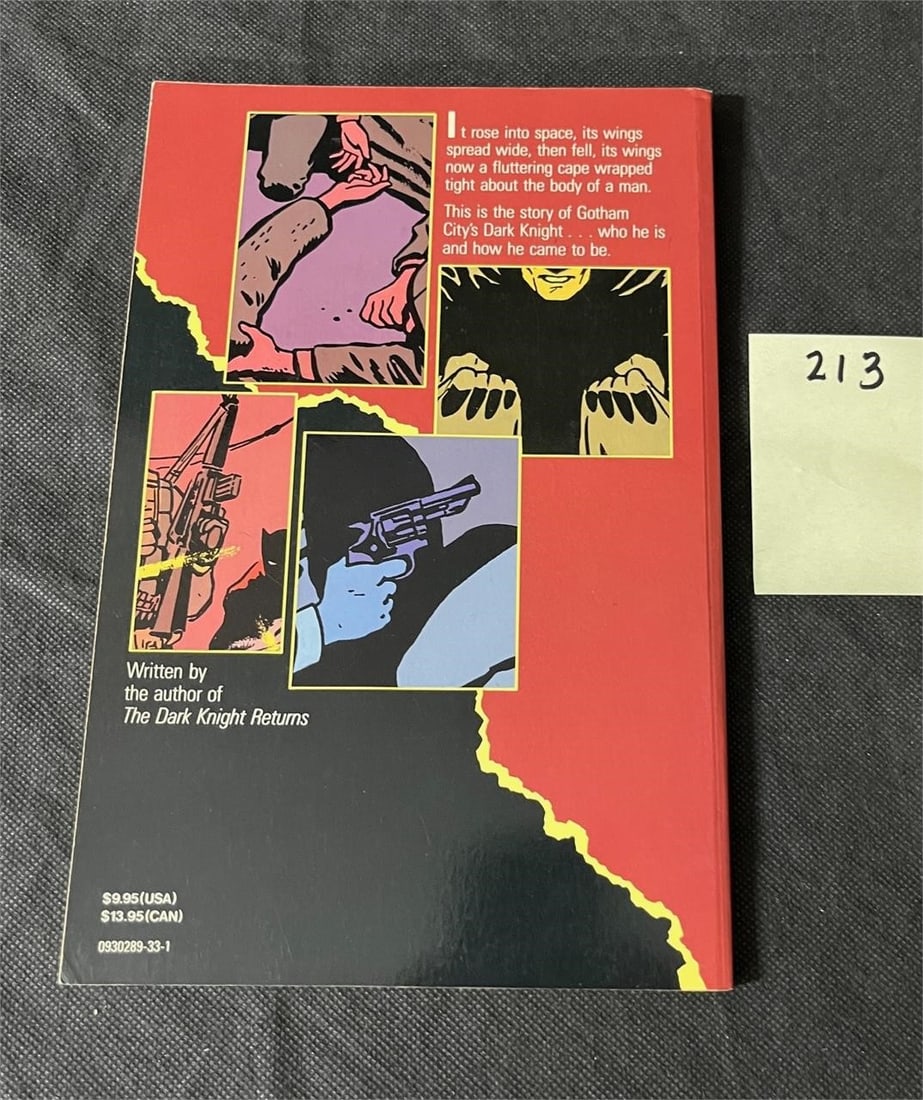 It rose into space, its wings
spread wide, then fell, its wings
now a fluttering cape wrapped
tight about the body of a man.
This is the story of Gotham
City's Dark Knight . . . who he is
and how he came to be.
213
Written by
the author of
The Dark Knight Returns
$9.95(USA)
$13.95(CAN)
0930289-33-1